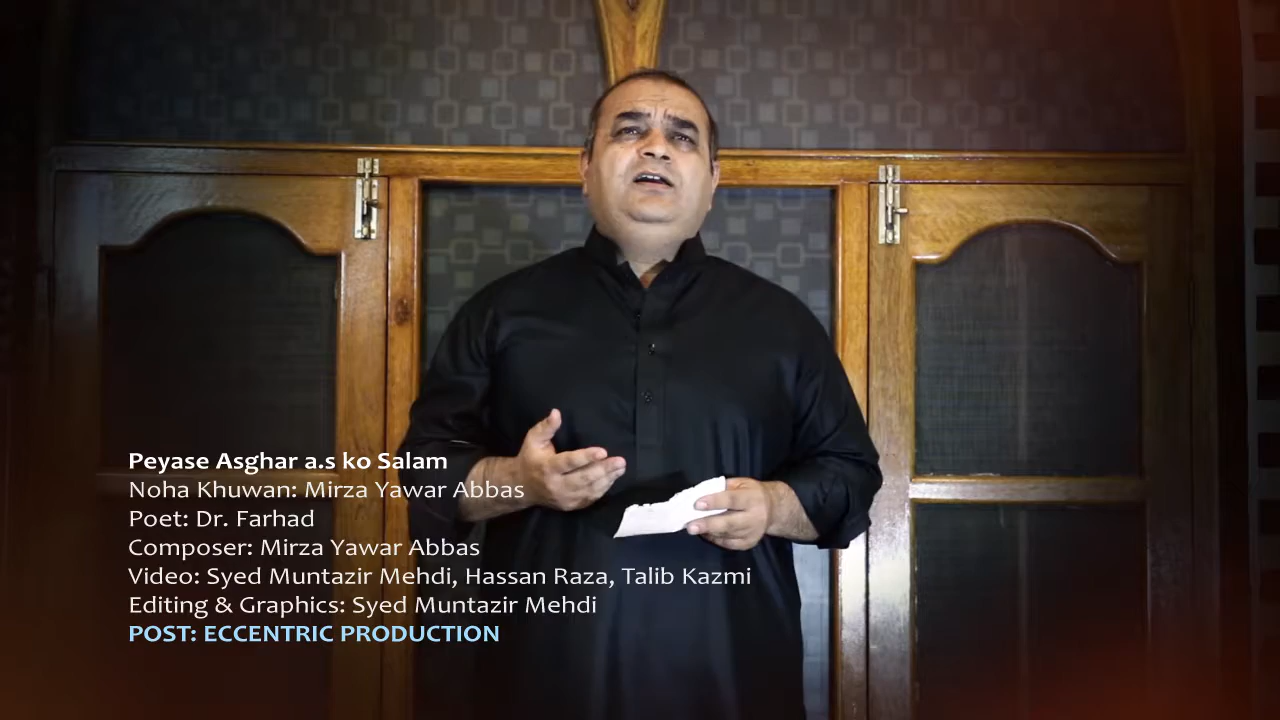 Peyase Asghar a.s ko Salam
Noha Khuwan: Mirza Yawar Abbas
Poet: Dr. Farhad
Composer: Mirza Yawar Abbas
Video: Syed Muntazir Mehdi, Hassan Raza, Talib Kazmi
Editing & Graphics: Syed Muntazir Mehdi
POST: ECCENTRIC PRODUCTION